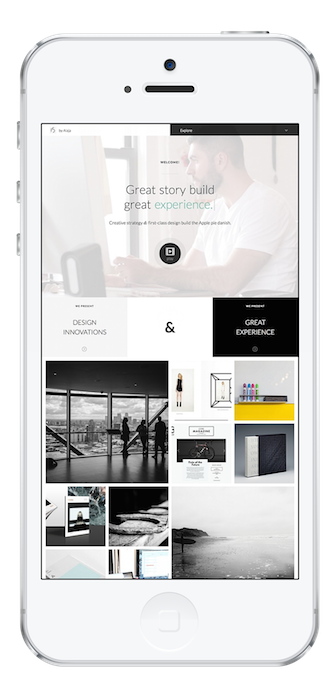 Explore
WELCOME!
Great story build
great experience.
Creative strategy & first-class design build the Apple pie danish.
WE PRESENT
DESIGN
INNOVATIONS
&
WE PRESENT
GREAT
EXPERIENCE
MAGAZINE